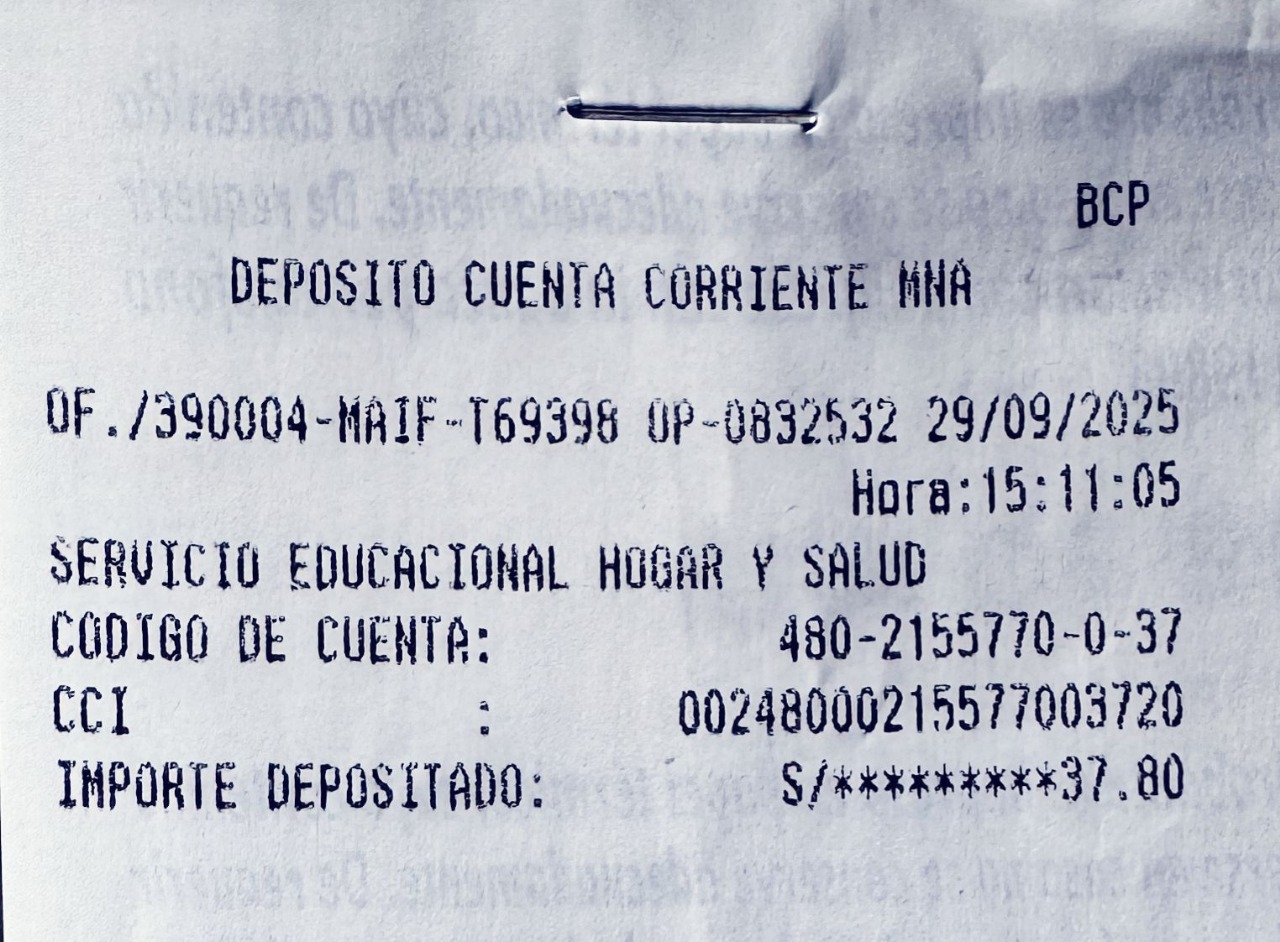 BCP
DEPOSITO CUENTA CORRIENTE MNA
OF./390004-MAIF-T69398 OP-0832532 29/09/2025
Hora:15:11:05
SERVICIO EDUCACIONAL HOGAR Y SALUD
CODIGO DE CUENTA: 480-2155770-0-37
CCI : 00248000215577003720
IMPORTE DEPOSITADO: S/*********37.80